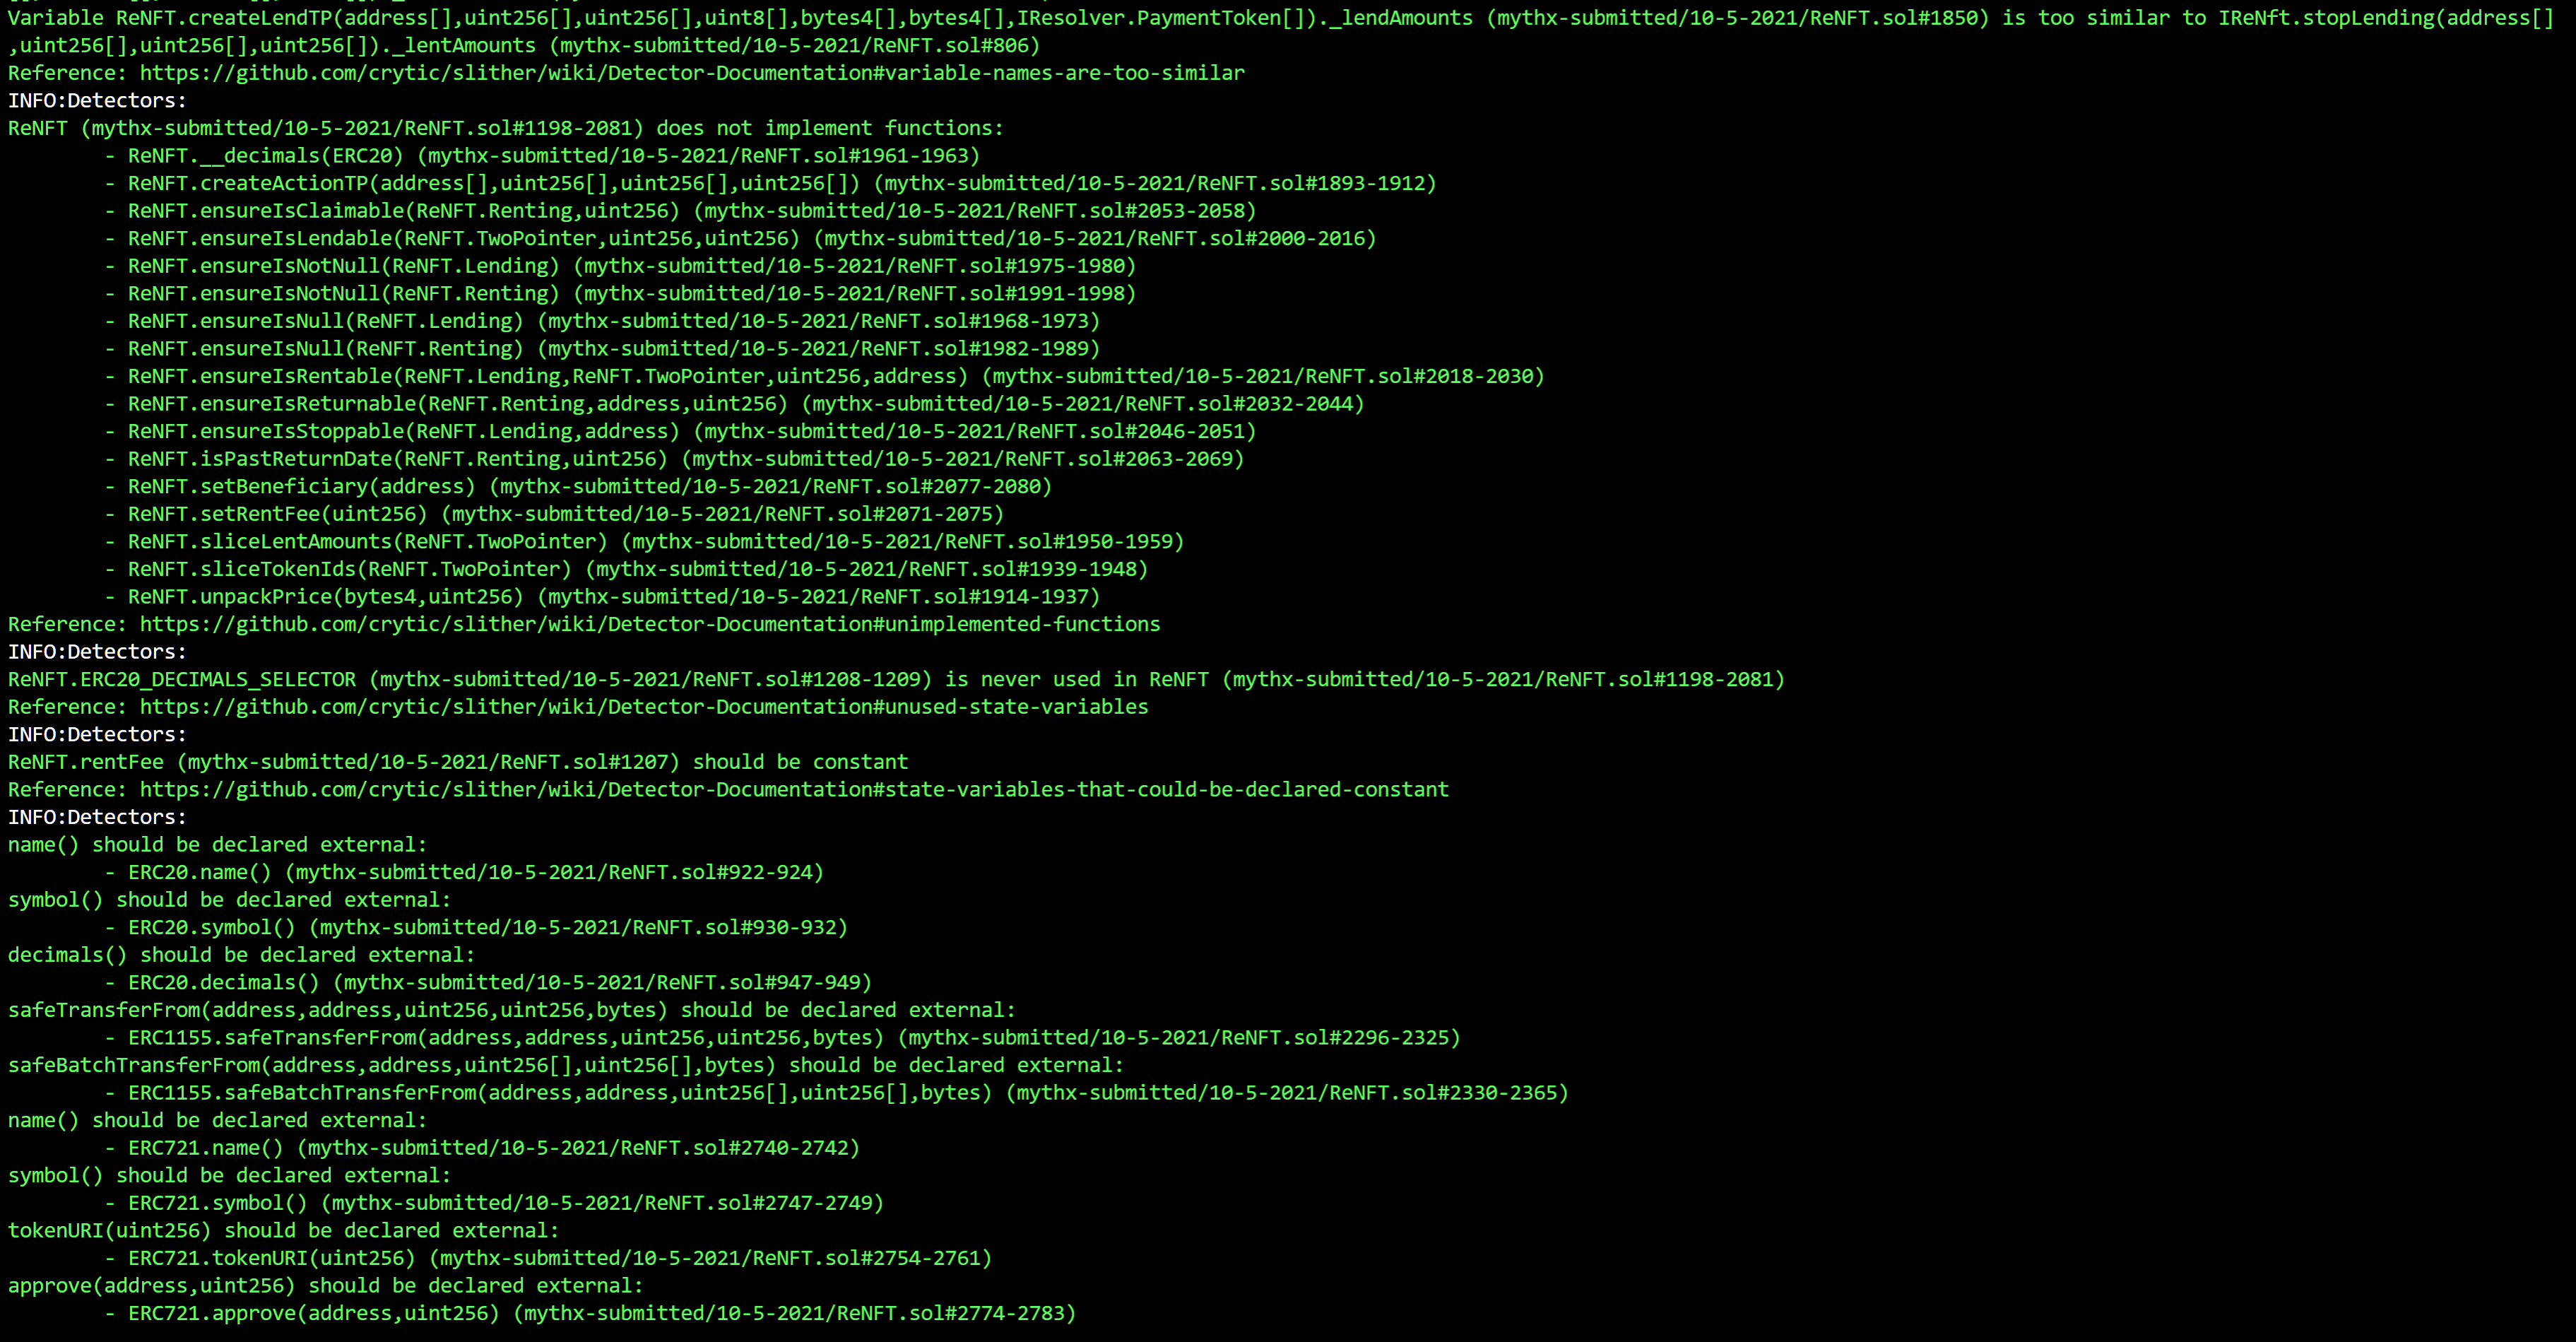 Variable ReNFT.createLendTP(address[],uint256[],uint256[],uint8[],bytes4[],bytes4[],IResolver.PaymentToken[])._lendAmounts (mythx-submitted/10-5-2021/ReNFT.sol#1850) is too similar to IReNft.stopLending(address[]
,uint256[],uint256[],uint256[])._lentAmounts (mythx-submitted/10-5-2021/ReNFT.sol#806)
Reference: https://github.com/crytic/slither/wiki/Detector-Documentation#variable-names-are-too-similar
INFO:Detectors:
ReNFT (mythx-submitted/10-5-2021/ReNFT.sol#1198-2081) does not implement functions:
- ReNFT.__decimals(ERC20) (mythx-submitted/10-5-2021/ReNFT.sol#1961-1963)
- ReNFT.createActionTP(address[],uint256[],uint256[],uint256[]) (mythx-submitted/10-5-2021/ReNFT.sol#1893-1912)
- ReNFT.ensureIsClaimable(ReNFT.Renting,uint256) (mythx-submitted/10-5-2021/ReNFT.sol#2053-2058)
- ReNFT.ensureIsLendable(ReNFT.TwoPointer,uint256,uint256) (mythx-submitted/10-5-2021/ReNFT.sol#2000-2016)
- ReNFT.ensureIsNotNull(ReNFT.Lending) (mythx-submitted/10-5-2021/ReNFT.sol#1975-1980)
- ReNFT.ensureIsNotNull(ReNFT.Renting) (mythx-submitted/10-5-2021/ReNFT.sol#1991-1998)
- ReNFT.ensureIsNull(ReNFT.Lending) (mythx-submitted/10-5-2021/ReNFT.sol#1968-1973)
- ReNFT.ensureIsNull(ReNFT.Renting) (mythx-submitted/10-5-2021/ReNFT.sol#1982-1989)
- ReNFT.ensureIsRentable(ReNFT.Lending,ReNFT.TwoPointer,uint256,address) (mythx-submitted/10-5-2021/ReNFT.sol#2018-2030)
- ReNFT.ensureIsReturnable(ReNFT.Renting,address,uint256) (mythx-submitted/10-5-2021/ReNFT.sol#2032-2044)
- ReNFT.ensureIsStoppable(ReNFT.Lending,address) (mythx-submitted/10-5-2021/ReNFT.sol#2046-2051)
- ReNFT.isPastReturnDate(ReNFT.Renting,uint256) (mythx-submitted/10-5-2021/ReNFT.sol#2063-2069)
- ReNFT.setBeneficiary(address) (mythx-submitted/10-5-2021/ReNFT.sol#2077-2080)
- ReNFT.setRentFee(uint256) (mythx-submitted/10-5-2021/ReNFT.sol#2071-2075)
- ReNFT.sliceLentAmounts(ReNFT.TwoPointer) (mythx-submitted/10-5-2021/ReNFT.sol#1950-1959)
- ReNFT.sliceTokenIds(ReNFT.TwoPointer) (mythx-submitted/10-5-2021/ReNFT.sol#1939-1948)
- ReNFT.unpackPrice(bytes4,uint256) (mythx-submitted/10-5-2021/ReNFT.sol#1914-1937)
Reference: https://github.com/crytic/slither/wiki/Detector-Documentation#unimplemented-functions
INFO:Detectors:
ReNFT.ERC20_DECIMALS_SELECTOR (mythx-submitted/10-5-2021/ReNFT.sol#1208-1209) is never used in ReNFT (mythx-submitted/10-5-2021/ReNFT.sol#1198-2081)
Reference: https://github.com/crytic/slither/wiki/Detector-Documentation#unused-state-variables
INFO:Detectors:
ReNFT.rentFee (mythx-submitted/10-5-2021/ReNFT.sol#1207) should be constant
Reference: https://github.com/crytic/slither/wiki/Detector-Documentation#state-variables-that-could-be-declared-constant
INFO:Detectors:
name() should be declared external:
- ERC20.name() (mythx-submitted/10-5-2021/ReNFT.sol#922-924)
symbol() should be declared external:
- ERC20.symbol() (mythx-submitted/10-5-2021/ReNFT.sol#930-932)
decimals() should be declared external:
- ERC20.decimals() (mythx-submitted/10-5-2021/ReNFT.sol#947-949)
safeTransferFrom(address,address,uint256,uint256,bytes) should be declared external:
- ERC1155.safeTransferFrom(address,address,uint256,uint256,bytes) (mythx-submitted/10-5-2021/ReNFT.sol#2296-2325)
safeBatchTransferFrom(address,address,uint256[],uint256[],bytes) should be declared external:
- ERC1155.safeBatchTransferFrom(address,address,uint256[],uint256[],bytes) (mythx-submitted/10-5-2021/ReNFT.sol#2330-2365)
name() should be declared external:
- ERC721.name() (mythx-submitted/10-5-2021/ReNFT.sol#2740-2742)
symbol() should be declared external:
- ERC721.symbol() (mythx-submitted/10-5-2021/ReNFT.sol#2747-2749)
tokenURI(uint256) should be declared external:
- ERC721.tokenURI(uint256) (mythx-submitted/10-5-2021/ReNFT.sol#2754-2761)
approve(address,uint256) should be declared external:
- ERC721.approve(address,uint256) (mythx-submitted/10-5-2021/ReNFT.sol#2774-2783)